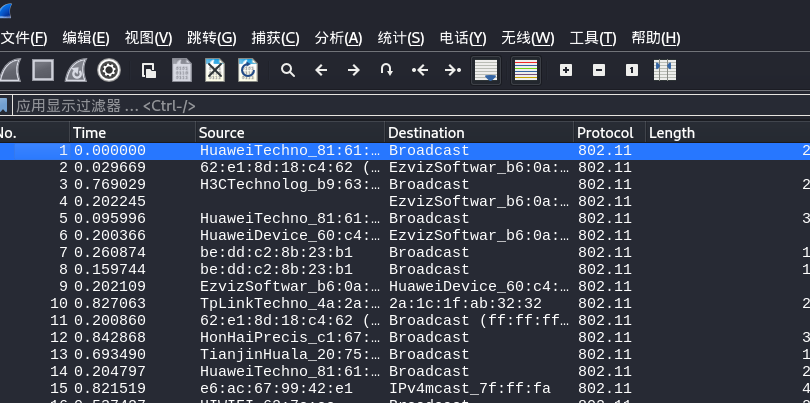 文件(F) 编辑(E) 视图(V) 跳转(G) 捕获(C) 分析(A) 统计(S) 电话(Y) 无线(W) 工具(T) 帮助(H)
应用显示过滤器 … <Ctrl-/>
No. Time Source Destination Protocol Length
1 0.000000 HuaweiTechno_81:61:… Broadcast 802.11 2
2 0.029669 62:e1:8d:18:c4:62 (… EzvizSoftwar_b6:0a:… 802.11
3 0.769029 H3CTechnolog_b9:63:… Broadcast 802.11 2
4 0.202245 EzvizSoftwar_b6:0a:… 802.11
5 0.095996 HuaweiTechno_81:61:… Broadcast 802.11 3
6 0.200366 HuaweiDevice_60:c4:… EzvizSoftwar_b6:0a:… 802.11
7 0.260874 be:dd:c2:8b:23:b1 Broadcast 802.11 1
8 0.159744 be:dd:c2:8b:23:b1 Broadcast 802.11 1
9 0.202109 EzvizSoftwar_b6:0a:… HuaweiDevice_60:c4:… 802.11
10 0.827063 TpLinkTechno_4a:2a:… 2a:1c:1f:ab:32:32 802.11 2
11 0.200860 62:e1:8d:18:c4:62 (… Broadcast (ff:ff:ff… 802.11
12 0.842868 HonHaiPrecis_c1:67:… Broadcast 802.11 3
13 0.693490 TianjinHuala_20:75:… Broadcast 802.11 1
14 0.204797 HuaweiTechno_81:61:… Broadcast 802.11 2
15 0.821519 e6:ac:67:99:42:e1 IPv4mcast_7f:ff:fa 802.11 4